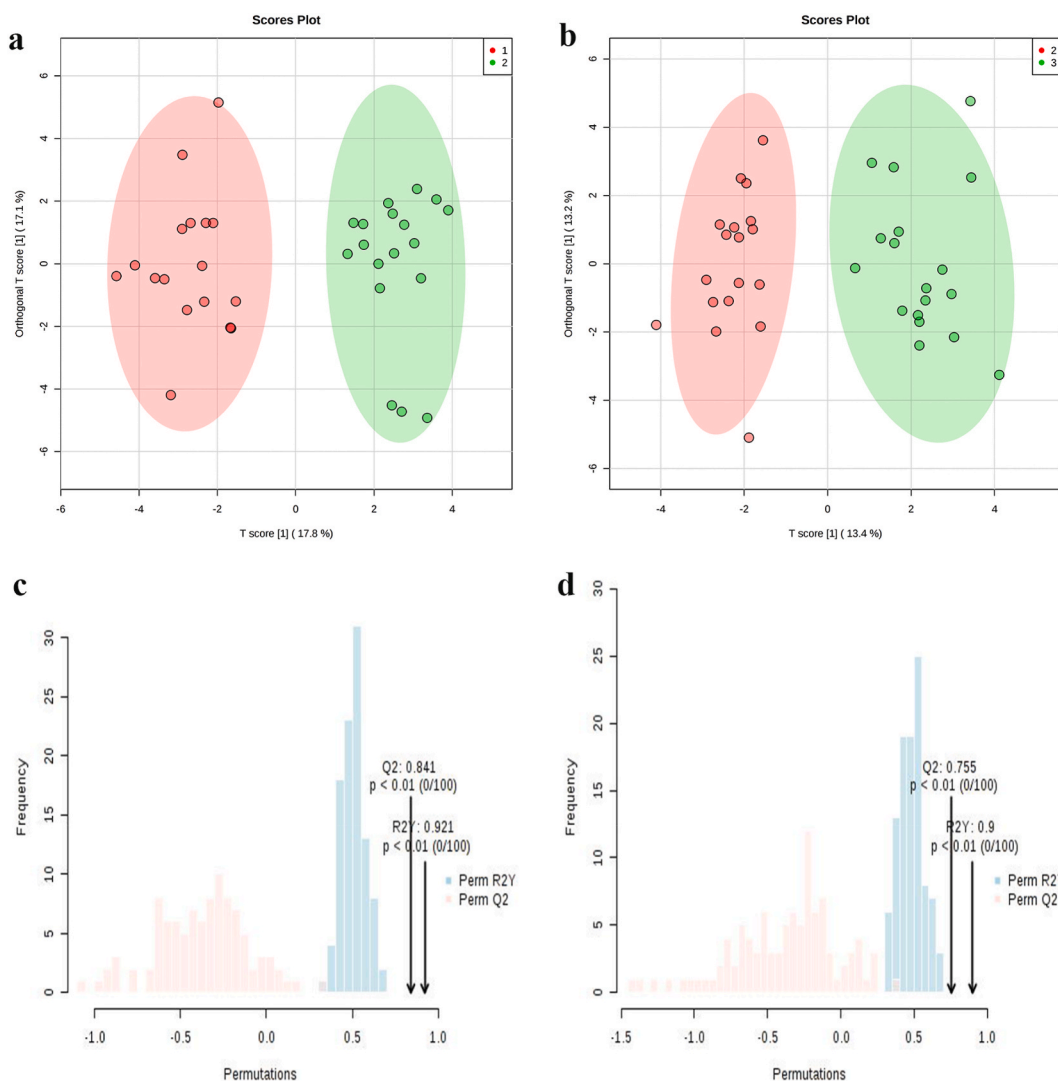 a
Scores Plot
1
2
6
4
2
0
-2
-4
-6
Orthogonal T score [1] ( 17.1 %)
-6
-4
-2
0
2
4
T score [1] ( 17.8 %)
b
Scores Plot
2
3
6
4
2
0
-2
-4
-6
Orthogonal T score [1] ( 13.2 %)
-4
-2
0
2
4
T score [1] ( 13.4 %)
c
30
25
20
15
10
5
0
Frequency
Q2: 0.841
p < 0.01 (0/100)
R2Y: 0.921
p < 0.01 (0/100)
Perm R2Y
Perm Q2
-1.0
-0.5
0.0
0.5
1.0
Permutations
d
30
25
20
15
10
5
0
Frequency
Q2: 0.755
p < 0.01 (0/100)
R2Y: 0.9
p < 0.01 (0/100)
Perm R2Y
Perm Q2
-1.5
-1.0
-0.5
0.0
0.5
1.0
Permutations